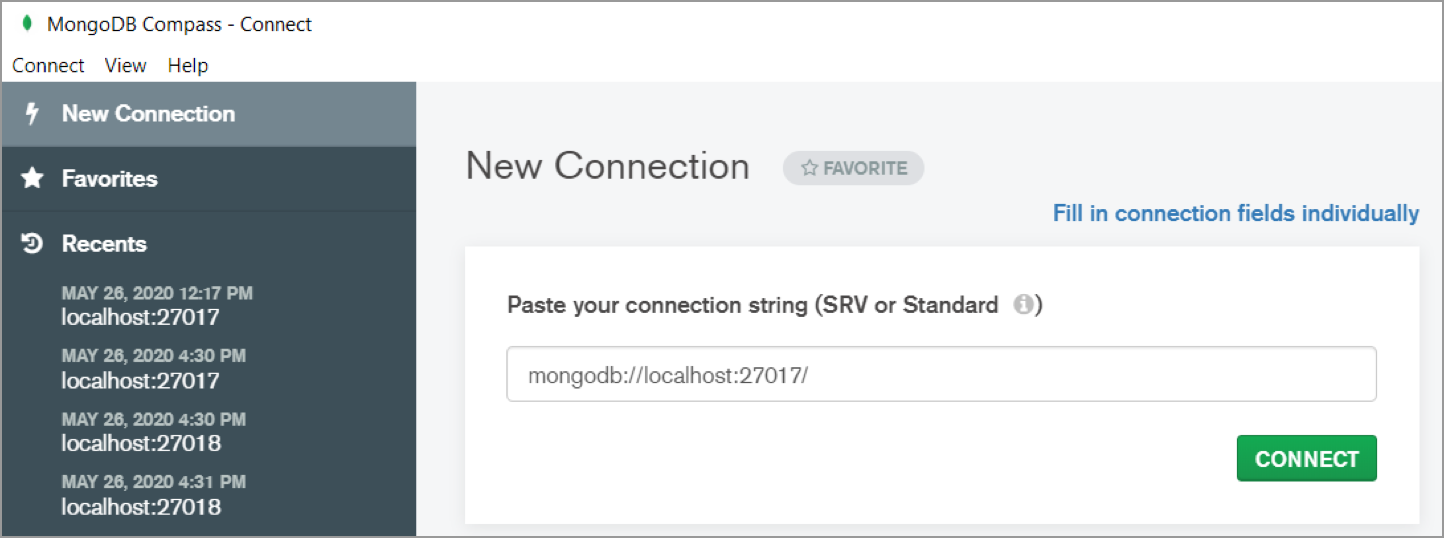 MongoDB Compass - Connect
Connect View Help
New Connection
Favorites
Recents
MAY 26, 2020 12:17 PM
localhost:27017
MAY 26, 2020 4:30 PM
localhost:27017
MAY 26, 2020 4:30 PM
localhost:27018
MAY 26, 2020 4:31 PM
localhost:27018
New Connection
FAVORITE
Fill in connection fields individually
Paste your connection string (SRV or Standard )
mongodb://localhost:27017/
CONNECT